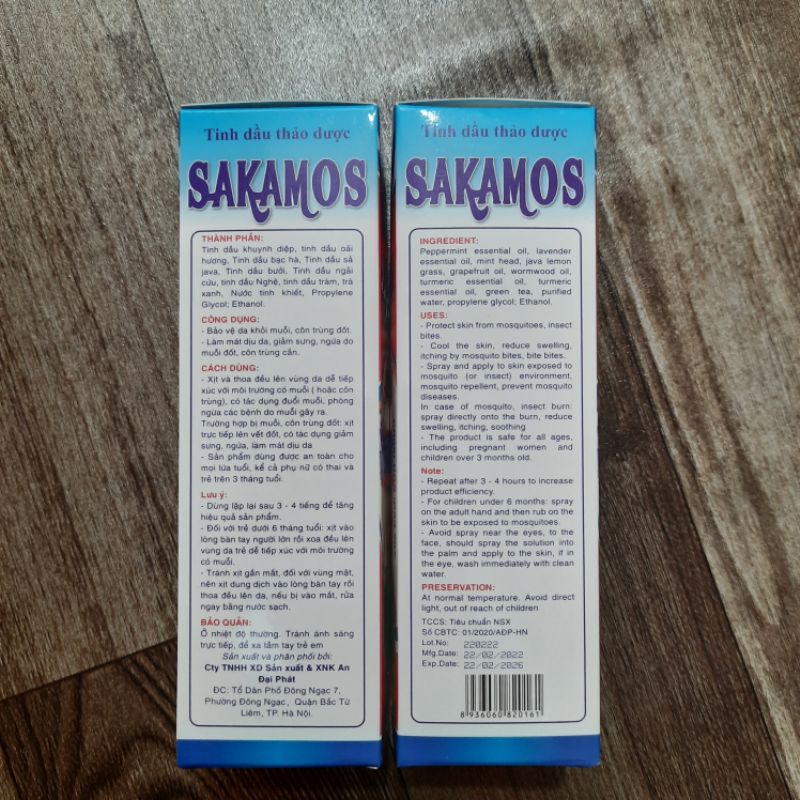 Tinh dầu thảo dược
SAKAMOS
THÀNH PHẦN:
Tinh dầu khuynh diệp, tinh dầu oải
hương, Tinh dầu bạc hà, Tinh dầu sả
java, Tinh dầu bưởi, Tinh dầu ngải
cứu, tinh dầu Nghệ, tinh dầu tràm, trà
xanh, Nước tinh khiết, Propylene
Glycol; Ethanol.
CÔNG DỤNG:
- Bảo vệ da khỏi muỗi, côn trùng đốt.
- Làm mát dịu da, giảm sưng, ngứa do
muỗi đốt, côn trùng cắn.
CÁCH DÙNG:
- Xịt và thoa đều lên vùng da dễ tiếp
xúc với môi trường có muỗi ( hoặc côn
trùng), có tác dụng đuổi muỗi, phòng
ngừa các bệnh do muỗi gây ra.
Trường hợp bị muỗi, côn trùng đốt: xịt
trực tiếp lên vết đốt, có tác dụng giảm
sưng, ngứa, làm mát dịu da
- Sản phẩm dùng được an toàn cho
mọi lứa tuổi, kể cả phụ nữ có thai và
trẻ trên 3 tháng tuổi.
Lưu ý:
- Dùng lặp lại sau 3 - 4 tiếng để tăng
hiệu quả sản phẩm.
- Đối với trẻ dưới 6 tháng tuổi: xịt vào
lòng bàn tay người lớn rồi xoa đều lên
vùng da trẻ dễ tiếp xúc với môi trường
có muỗi.
- Tránh xịt gần mắt, đối với vùng mặt,
nên xịt dung dịch vào lòng bàn tay rồi
thoa đều lên da, nếu bị vào mắt, rửa
ngay bằng nước sạch.
BẢO QUẢN:
Ở nhiệt độ thường. Tránh ánh sáng
trực tiếp, để xa tầm tay trẻ em
Sản xuất và phân phối bởi:
Cty TNHH XD Sản xuất & XNK An
Đại Phát
ĐC: Tổ Dân Phố Đông Ngạc 7,
Phường Đông Ngạc, Quận Bắc Từ
Liêm, TP. Hà Nội.
Tinh dầu thảo dược
SAKAMOS
INGREDIENT:
Peppermint essential oil, lavender
essential oil, mint head, java lemon
grass, grapefruit oil, wormwood oil,
turmeric essential oil, turmeric
essential oil, green tea, purified
water, propylene glycol; Ethanol.
USES:
- Protect skin from mosquitoes, insect
bites.
- Cool the skin, reduce swelling,
itching by mosquito bites, bite bites.
- Spray and apply to skin exposed to
mosquito (or insect) environment,
mosquito repellent, prevent mosquito
diseases.
In case of mosquito, insect burn:
spray directly onto the burn, reduce
swelling, itching, soothing
- The product is safe for all ages,
including pregnant women and
children over 3 months old.
Note:
- Repeat after 3 - 4 hours to increase
product efficiency.
- For children under 6 months: spray
on the adult hand and then rub on the
skin to be exposed to mosquitoes.
- Avoid spray near the eyes, to the
face, should spray the solution into
the palm and apply to the skin, if in
the eye, wash immediately with clean
water.
PRESERVATION:
At normal temperature. Avoid direct
light, out of reach of children
TCCS: Tiêu chuẩn NSX
Số CBTC: 01/2020/ADP-HN
Lot.No: 220222
Mfg.Date: 22/02/2022
Exp.Date: 22/02/2026
8 936060 820161